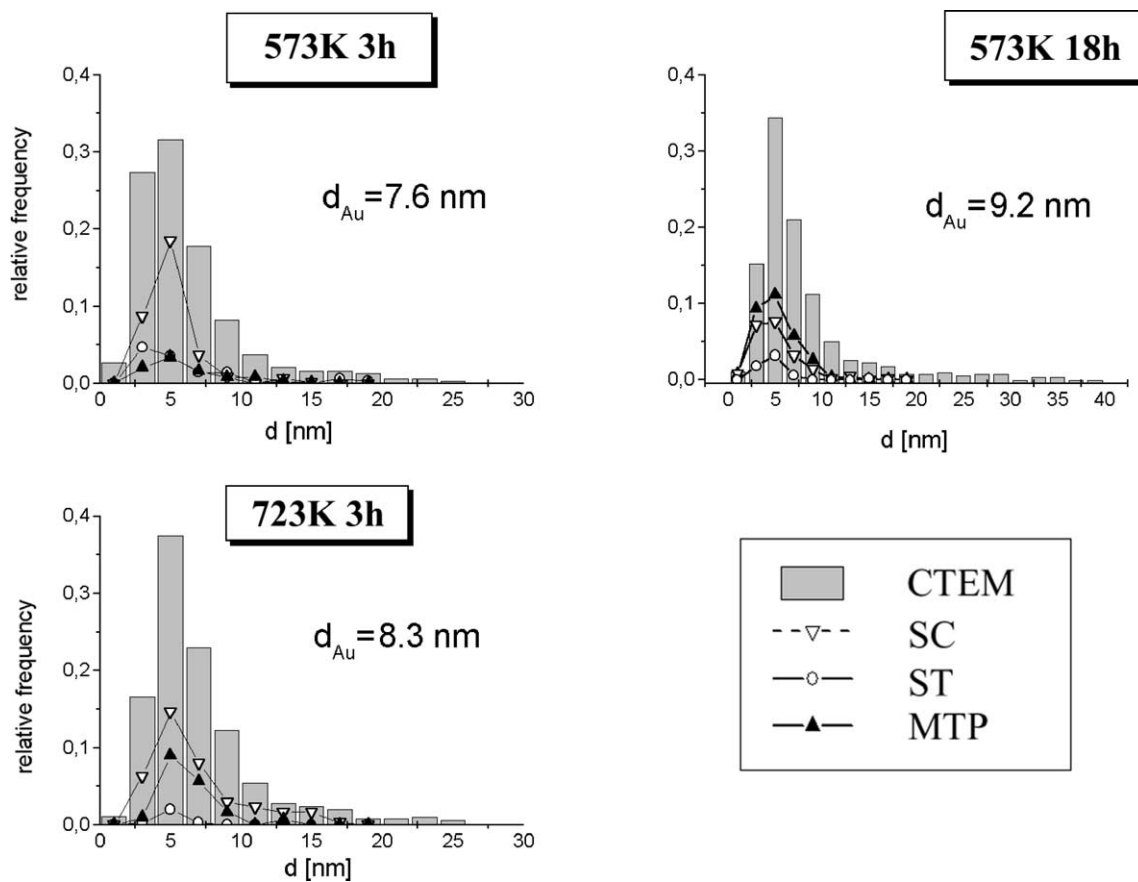 573K 3h
0,4
0,3
0,2
0,1
0,0
relative frequency
d_Au=7.6 nm
0 5 10 15 20 25 30
d [nm]
573K 18h
0,4
0,3
0,2
0,1
0,0
relative frequency
d_Au=9.2 nm
0 5 10 15 20 25 30 35 40
d [nm]
723K 3h
0,4
0,3
0,2
0,1
0,0
relative frequency
d_Au=8.3 nm
0 5 10 15 20 25 30
d [nm]
CTEM
SC
ST
MTP